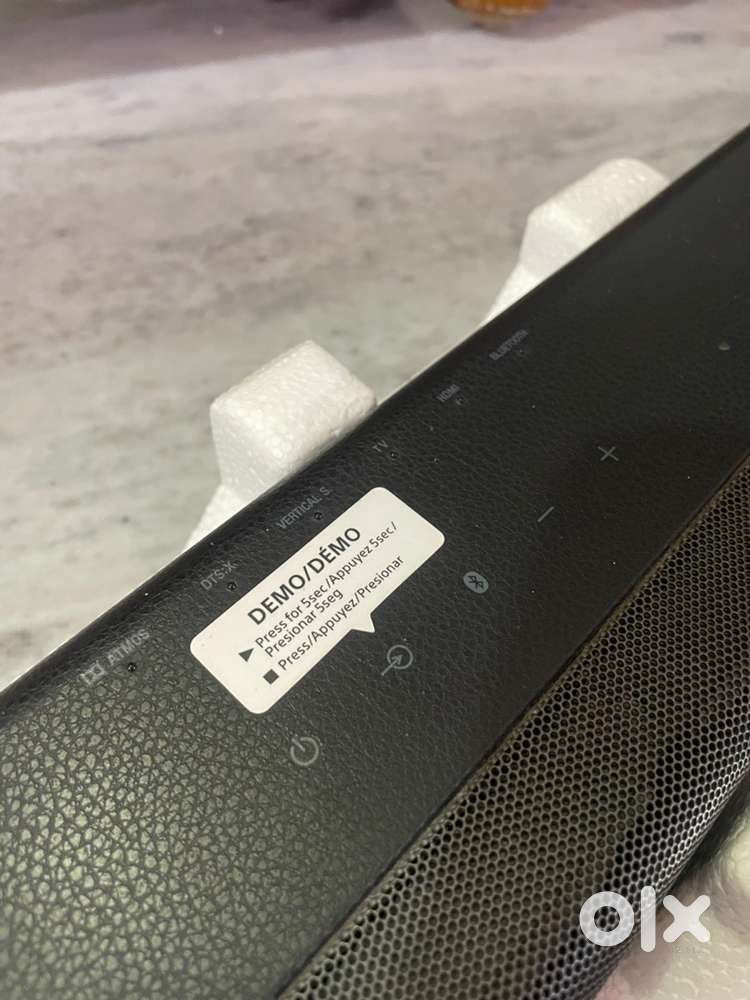 ATMOS
DTS:X
VERTICAL S.
TV
HDMI
BLUETOOTH
DEMO/DÉMO
▶ Press for 5sec/Appuyez 5sec/
Presionar 5seg
■ Press/Appuyez/Presionar
+
−
olx